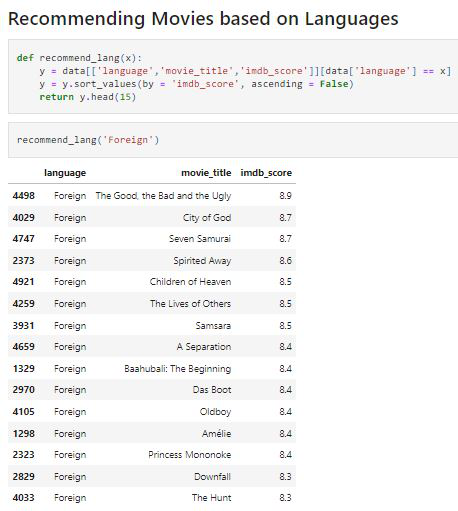 Recommending Movies based on Languages
def recommend_lang(x):
    y = data[['language','movie_title','imdb_score']][data['language'] == x]
    y = y.sort_values(by = 'imdb_score', ascending = False)
    return y.head(15)
recommend_lang('Foreign')
language movie_title imdb_score
4498 Foreign The Good, the Bad and the Ugly 8.9
4029 Foreign City of God 8.7
4747 Foreign Seven Samurai 8.7
2373 Foreign Spirited Away 8.6
4921 Foreign Children of Heaven 8.5
4259 Foreign The Lives of Others 8.5
3931 Foreign Samsara 8.5
4659 Foreign A Separation 8.4
1329 Foreign Baahubali: The Beginning 8.4
2970 Foreign Das Boot 8.4
4105 Foreign Oldboy 8.4
1298 Foreign Amélie 8.4
2323 Foreign Princess Mononoke 8.4
2829 Foreign Downfall 8.3
4033 Foreign The Hunt 8.3